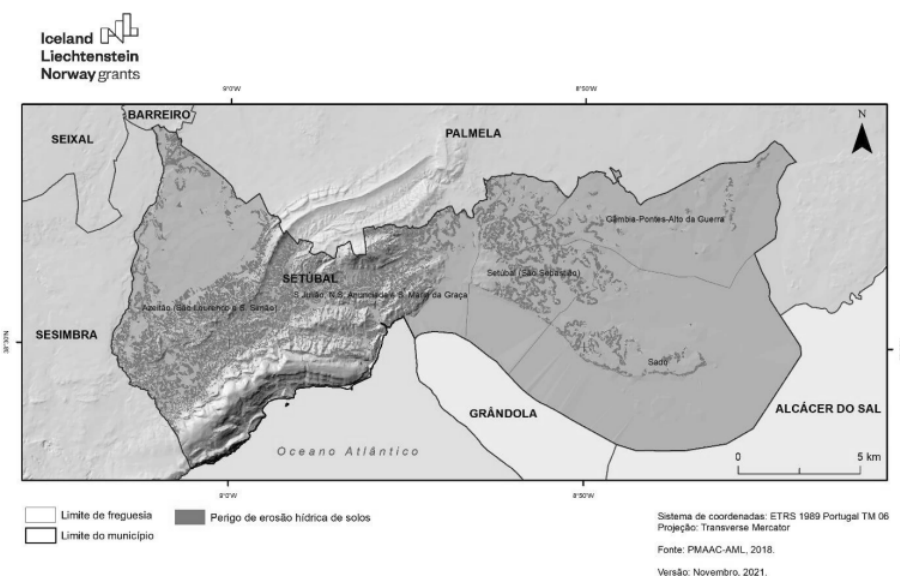 Iceland
Liechtenstein
Norway grants
9°0'W
8°50'W
BARREIRO
SEIXAL
PALMELA
N
Gâmbia-Pontes-Alto da Guerra
SETÚBAL
Setúbal (São Sebastião)
S. Julião, N.S. Anunciada e S. Maria da Graça
Azeitão (São Lourenço e S. Simão)
SESIMBRA
38°30'N
Sado
GRÂNDOLA
ALCÁCER DO SAL
Oceano Atlântico
0
5 km
9°0'W
8°50'W
Limite de freguesia
Perigo de erosão hídrica de solos
Limite do município
Sistema de coordenadas: ETRS 1989 Portugal TM 06
Projeção: Transverse Mercator
Fonte: PMAAC-AML, 2018.
Versão: Novembro, 2021.